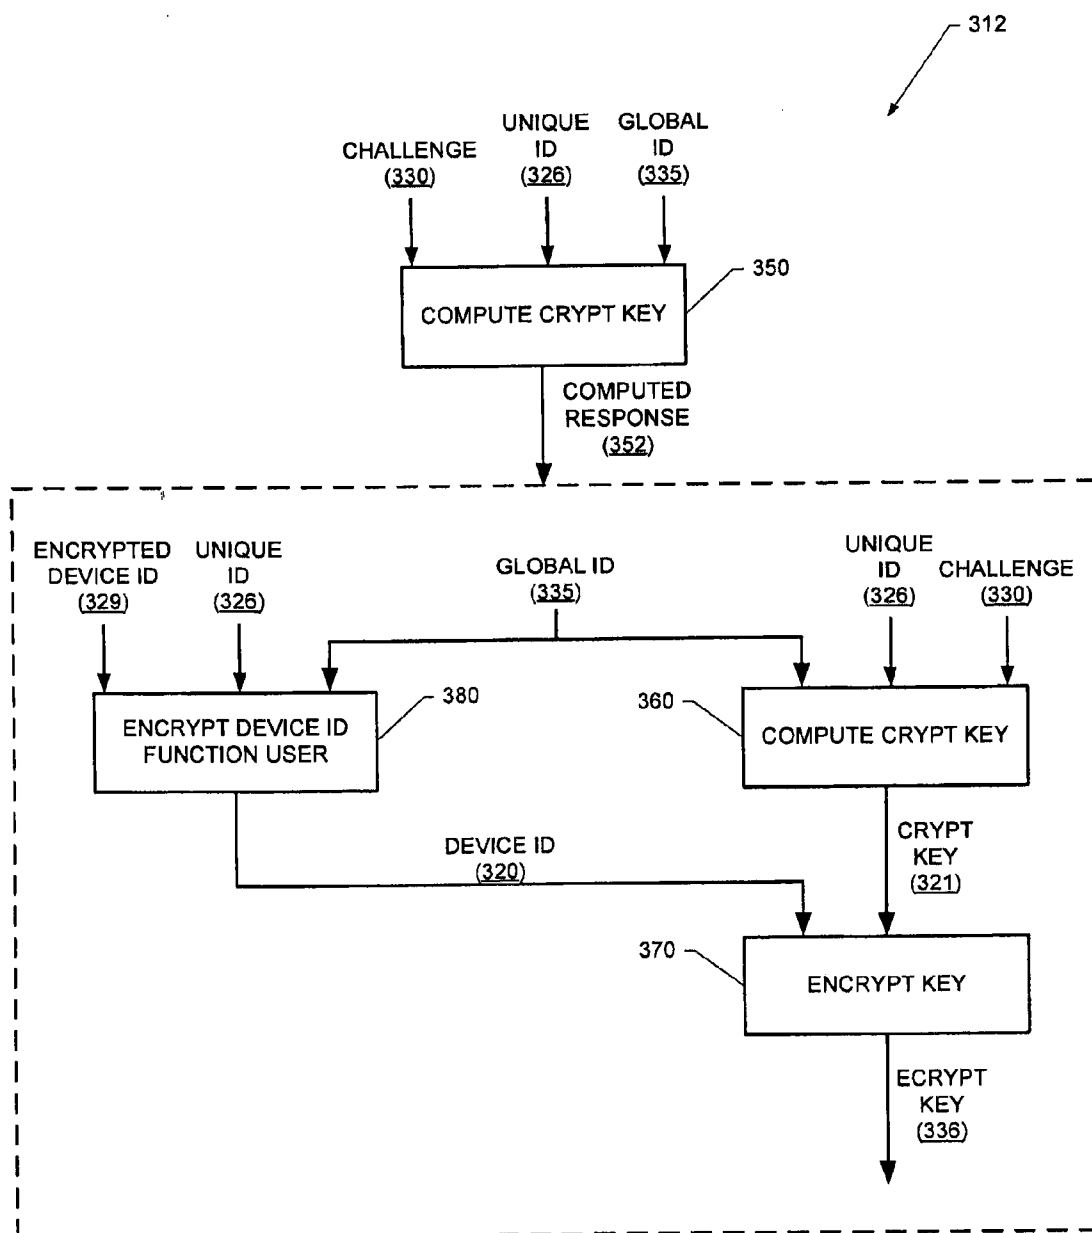 312
UNIQUE
ID
(326)
GLOBAL
ID
(335)
CHALLENGE
(330)
350
COMPUTE CRYPT KEY
COMPUTED
RESPONSE
(352)
ENCRYPTED
DEVICE ID
(329)
UNIQUE
ID
(326)
GLOBAL ID
(335)
UNIQUE
ID
(326)
CHALLENGE
(330)
380
ENCRYPT DEVICE ID
FUNCTION USER
360
COMPUTE CRYPT KEY
DEVICE ID
(320)
CRYPT
KEY
(321)
370
ENCRYPT KEY
ECRYPT
KEY
(336)